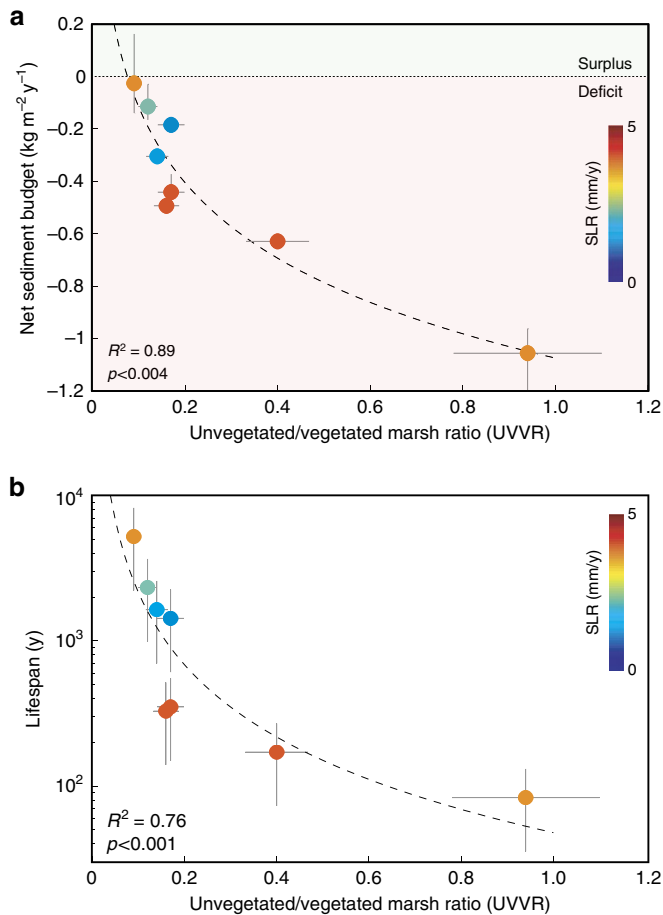 a
0.2
0
−0.2
−0.4
−0.6
−0.8
−1
−1.2
Net sediment budget (kg m−2 y−1)
Surplus
Deficit
5
0
SLR (mm/y)
R2 = 0.89
p<0.004
0 0.2 0.4 0.6 0.8 1.0 1.2
Unvegetated/vegetated marsh ratio (UVVR)
b
104
103
102
Lifespan (y)
5
0
SLR (mm/y)
R2 = 0.76
p<0.001
0 0.2 0.4 0.6 0.8 1.0 1.2
Unvegetated/vegetated marsh ratio (UVVR)